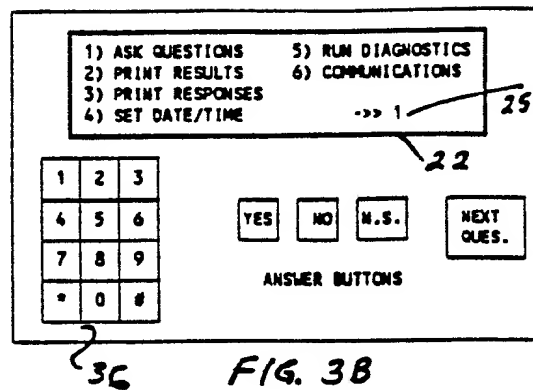 1) ASK QUESTIONS 5) RUN DIAGNOSTICS
2) PRINT RESULTS 6) COMMUNICATIONS
3) PRINT RESPONSES
4) SET DATE/TIME ->> 1
25
22
1 2 3
4 5 6
7 8 9
* 0 #
YES NO N.S.
NEXT QUES.
ANSWER BUTTONS
36
FIG. 3B